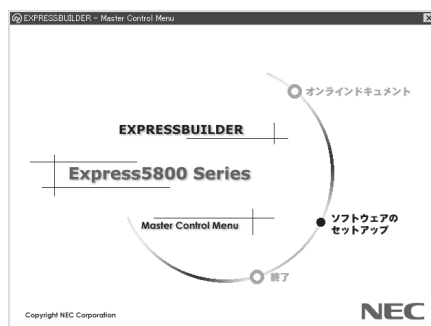 EXPRESSBUILDER - Master Control Menu
オンラインドキュメント
EXPRESSBUILDER
Express5800 Series
ソフトウェアの
セットアップ
Master Control Menu
終了
Copyright NEC Corporation
NEC